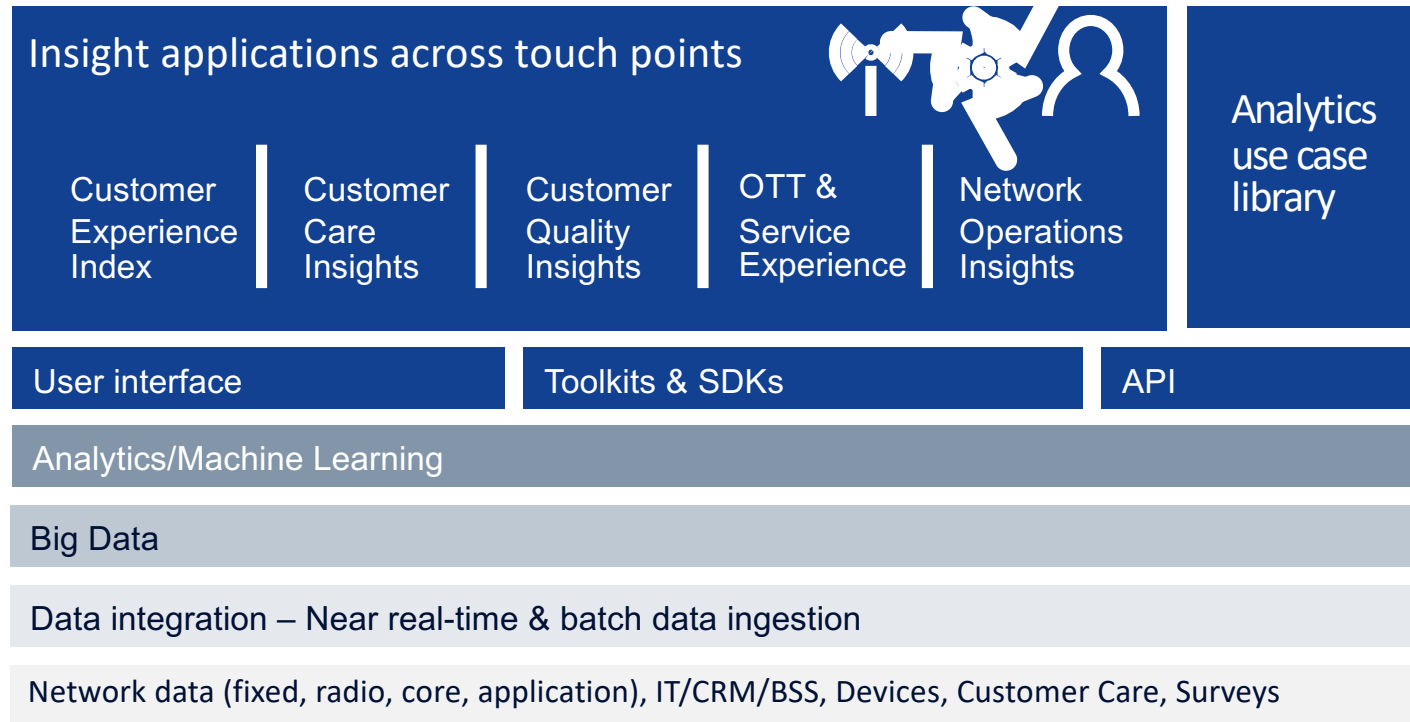 Insight applications across touch points
Customer
Experience
Index
Customer
Care
Insights
Customer
Quality
Insights
OTT &
Service
Experience
Network
Operations
Insights
Analytics
use case
library
User interface
Toolkits & SDKs
API
Analytics/Machine Learning
Big Data
Data integration – Near real-time & batch data ingestion
Network data (fixed, radio, core, application), IT/CRM/BSS, Devices, Customer Care, Surveys